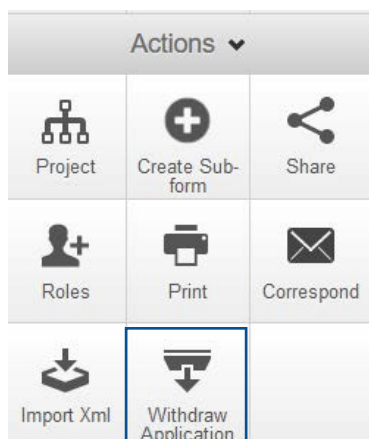 Actions
Project
Create Sub-
form
Share
Roles
Print
Correspond
Import Xml
Withdraw
Application